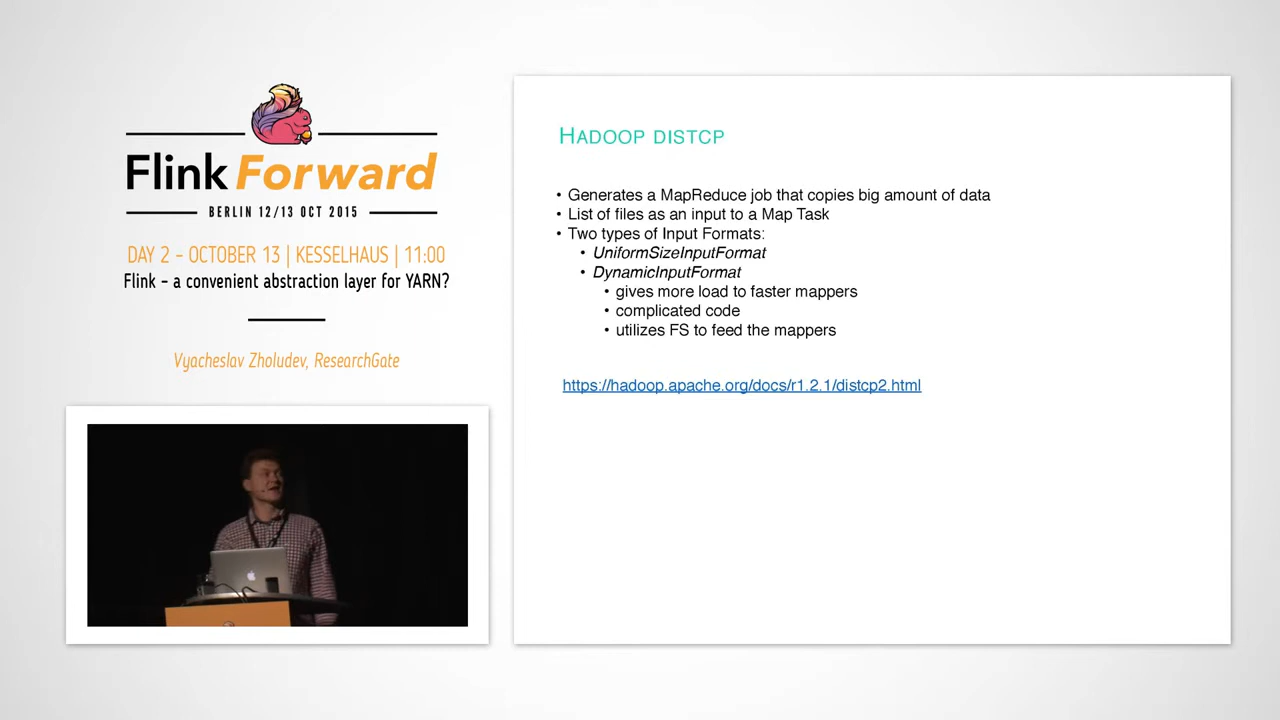 Flink Forward
BERLIN 12/13 OCT 2015
DAY 2 – OCTOBER 13 | KESSELHAUS | 11:00
Flink – a convenient abstraction layer for YARN?
Vyacheslav Zholudev, ResearchGate
HADOOP DISTCP
• Generates a MapReduce job that copies big amount of data
• List of files as an input to a Map Task
• Two types of Input Formats:
• UniformSizeInputFormat
• DynamicInputFormat
• gives more load to faster mappers
• complicated code
• utilizes FS to feed the mappers
https://hadoop.apache.org/docs/r1.2.1/distcp2.html